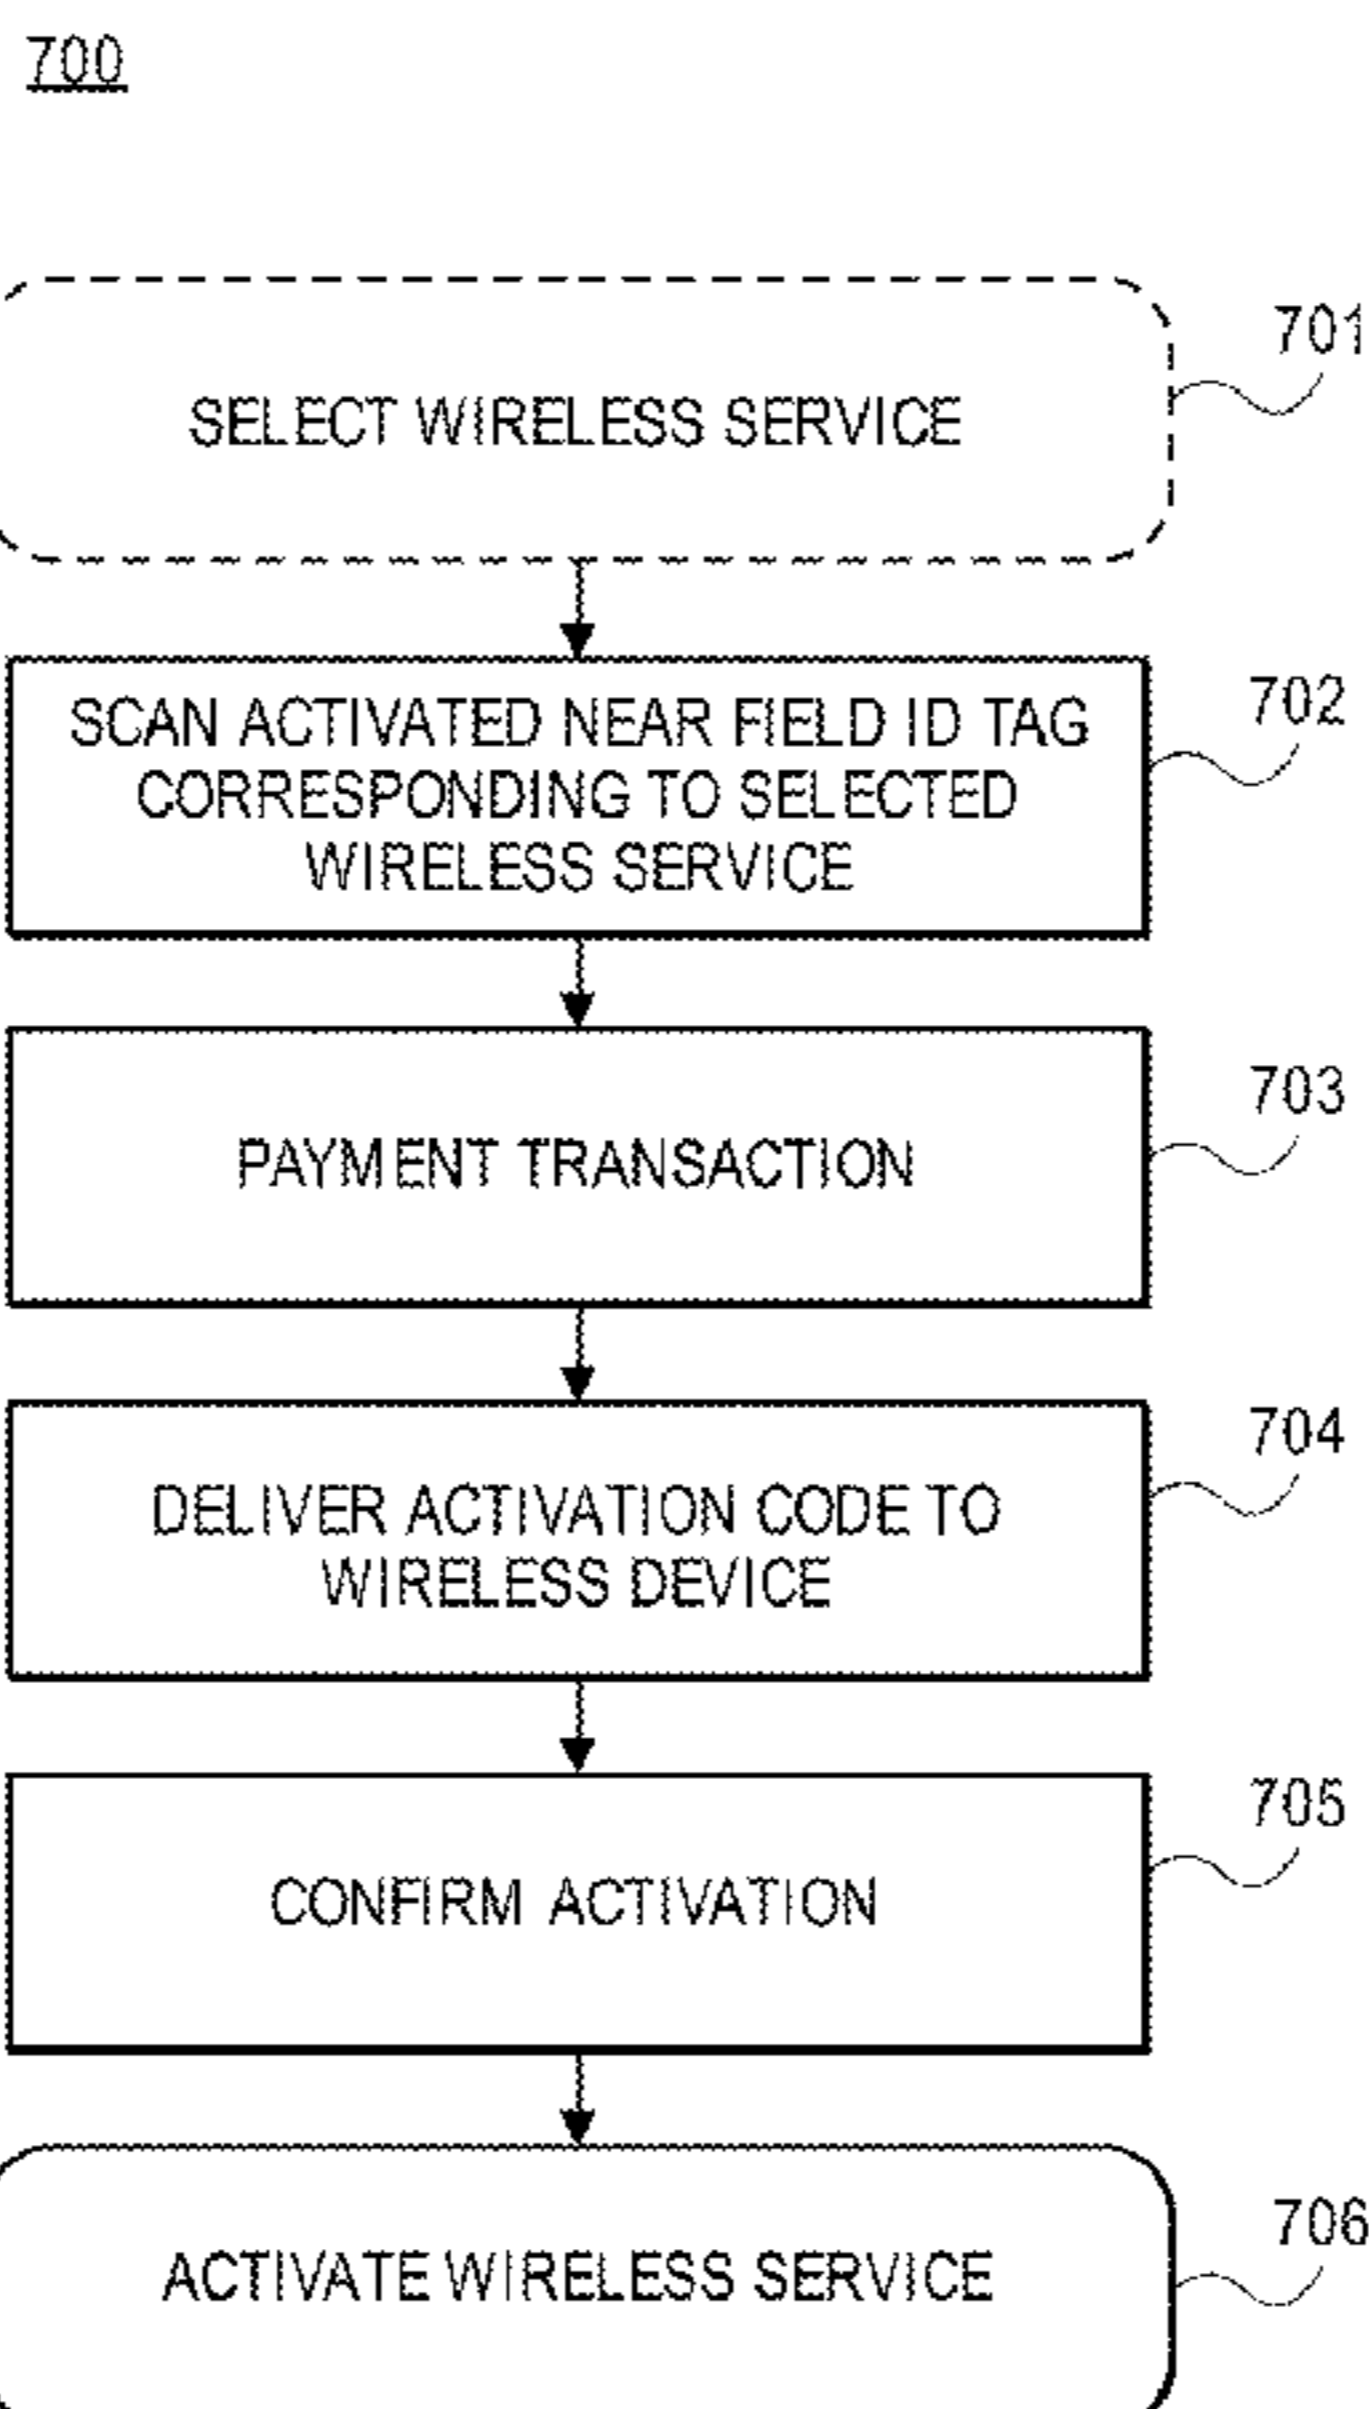 700
SELECT WIRELESS SERVICE
701
SCAN ACTIVATED NEAR FIELD ID TAG
CORRESPONDING TO SELECTED
WIRELESS SERVICE
702
PAYMENT TRANSACTION
703
DELIVER ACTIVATION CODE TO
WIRELESS DEVICE
704
CONFIRM ACTIVATION
705
ACTIVATE WIRELESS SERVICE
706